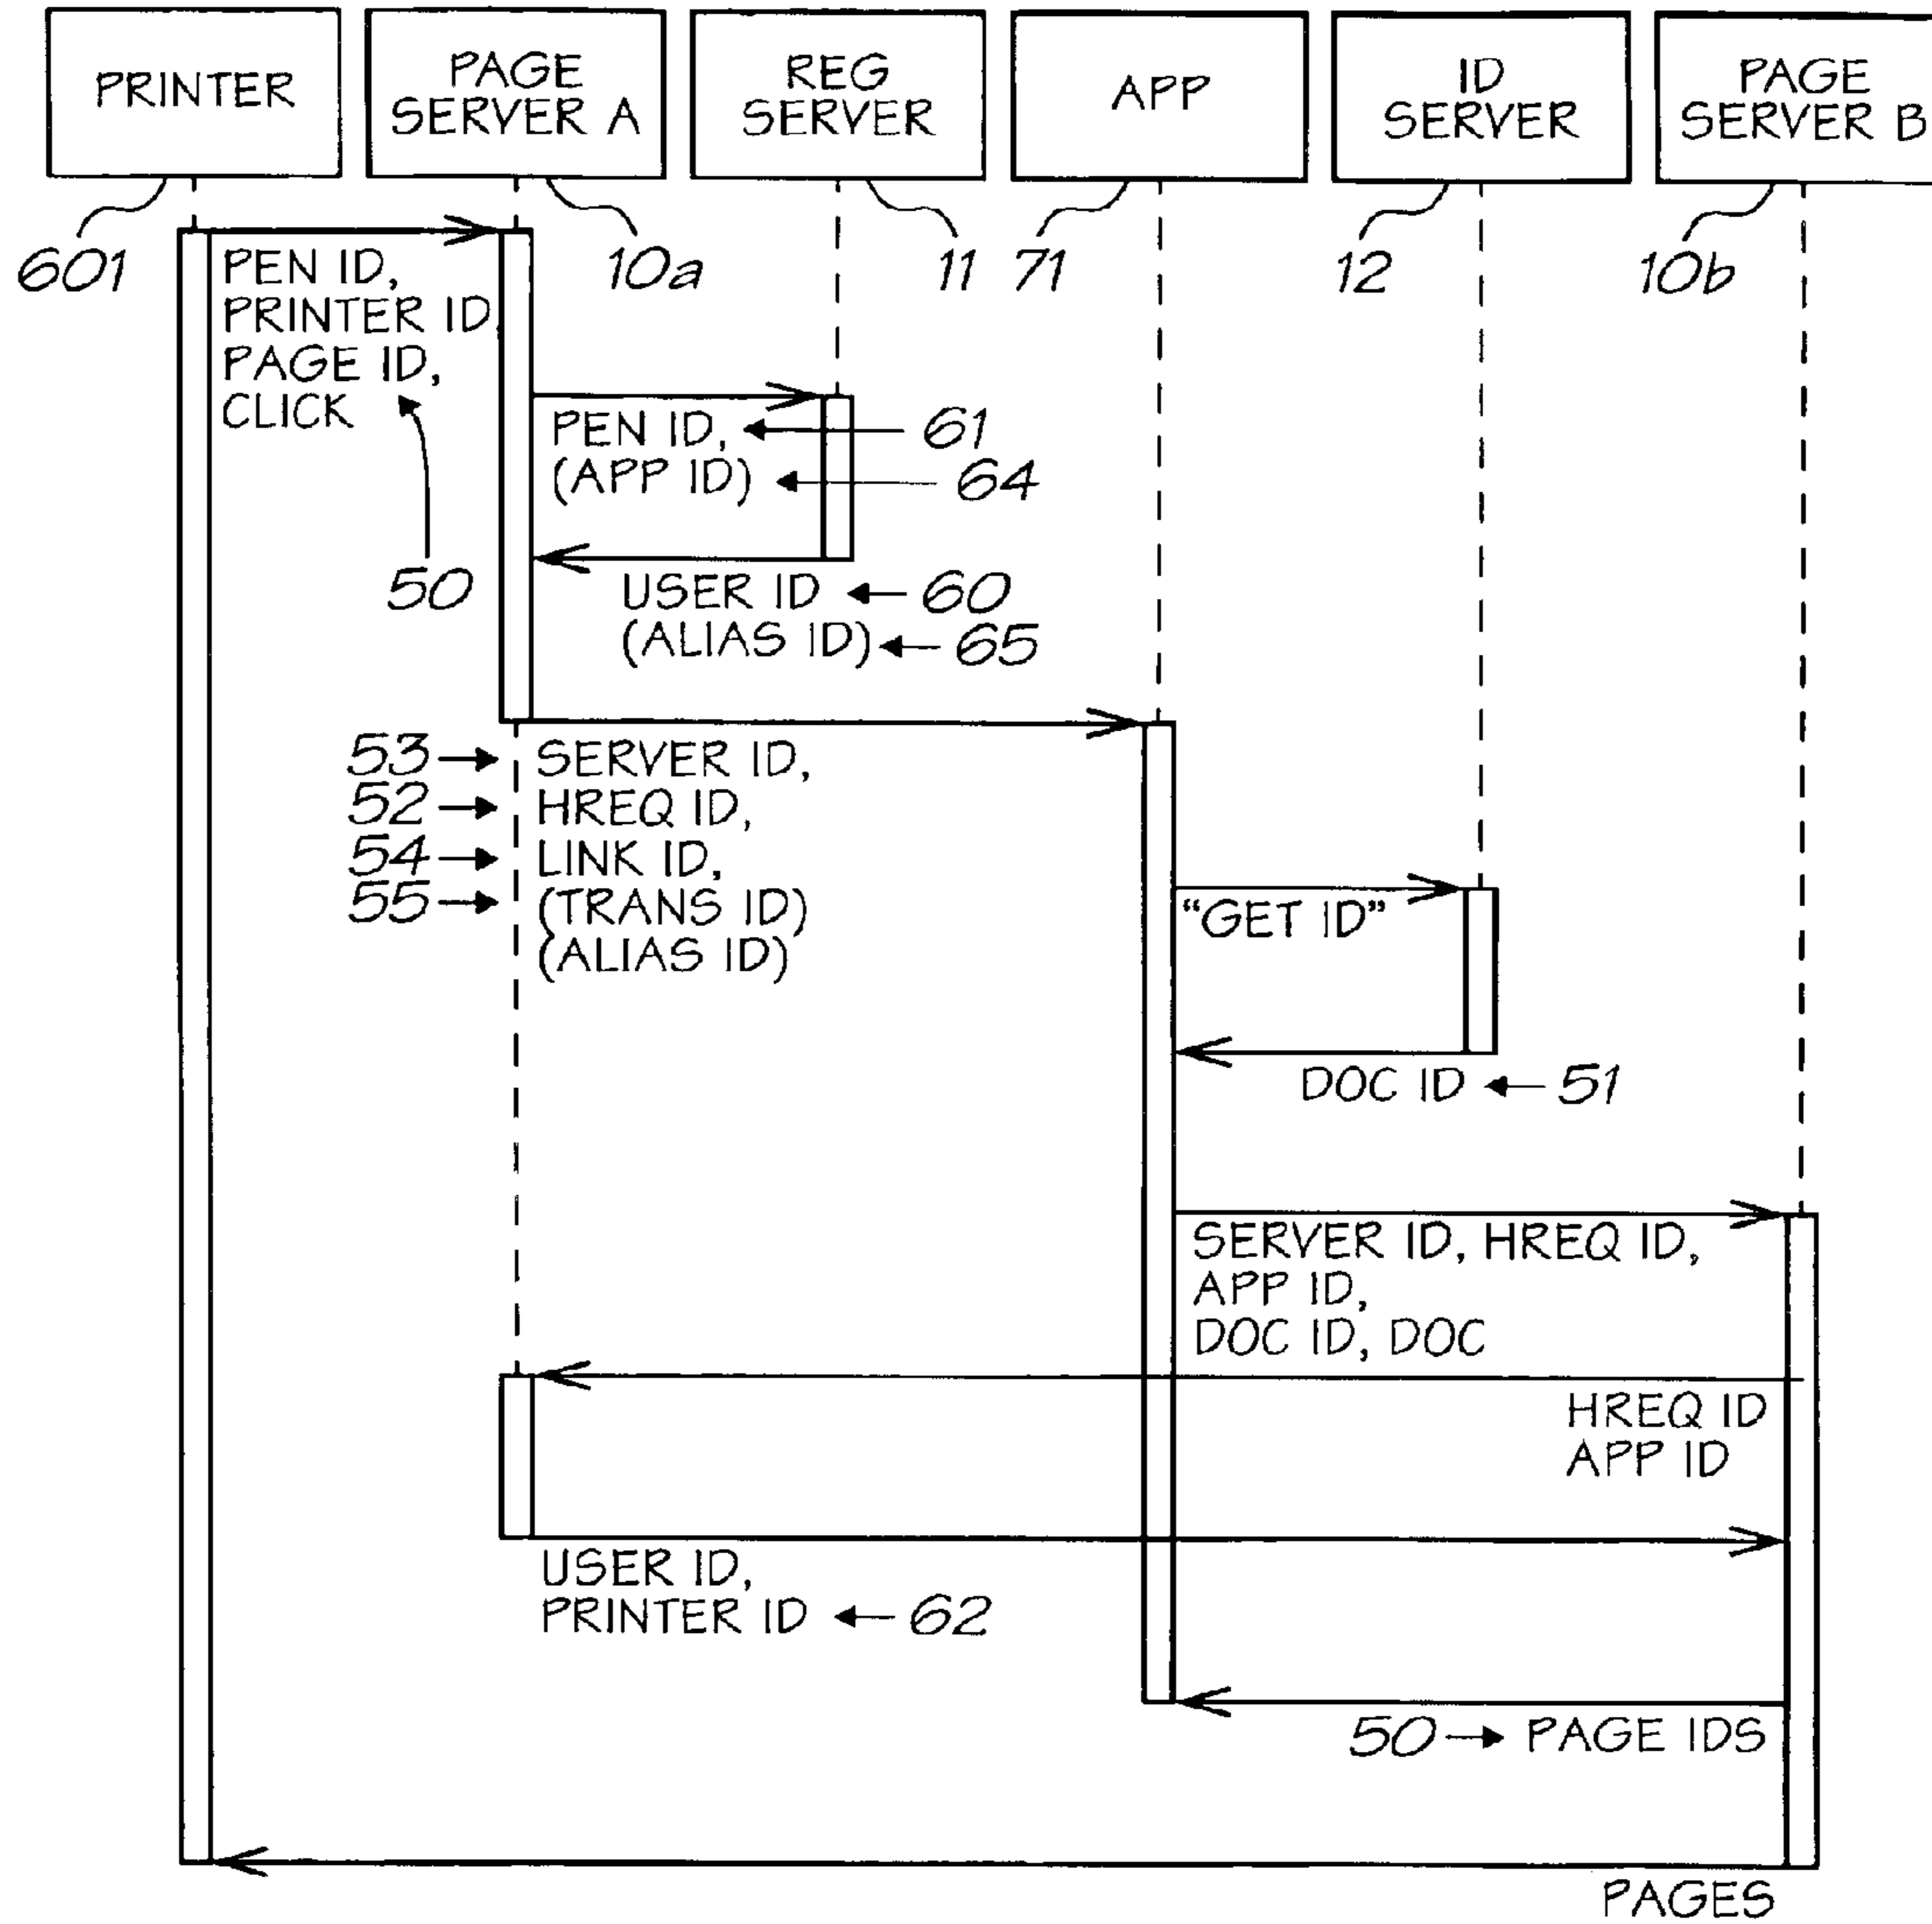 PRINTER
PAGE
SERVER A
REG
SERVER
APP
ID
SERVER
PAGE
SERVER B
601
10a
11
71
12
10b
PEN ID,
PRINTER ID
PAGE ID,
CLICK
50
PEN ID,
61
(APP ID)
64
USER ID
60
(ALIAS ID)
65
53
SERVER ID,
52
HREQ ID,
54
LINK ID,
55
(TRANS ID)
(ALIAS ID)
“GET ID”
DOC ID
51
SERVER ID, HREQ ID,
APP ID,
DOC ID, DOC
HREQ ID
APP ID
USER ID,
PRINTER ID
62
50
PAGE IDS
PAGES